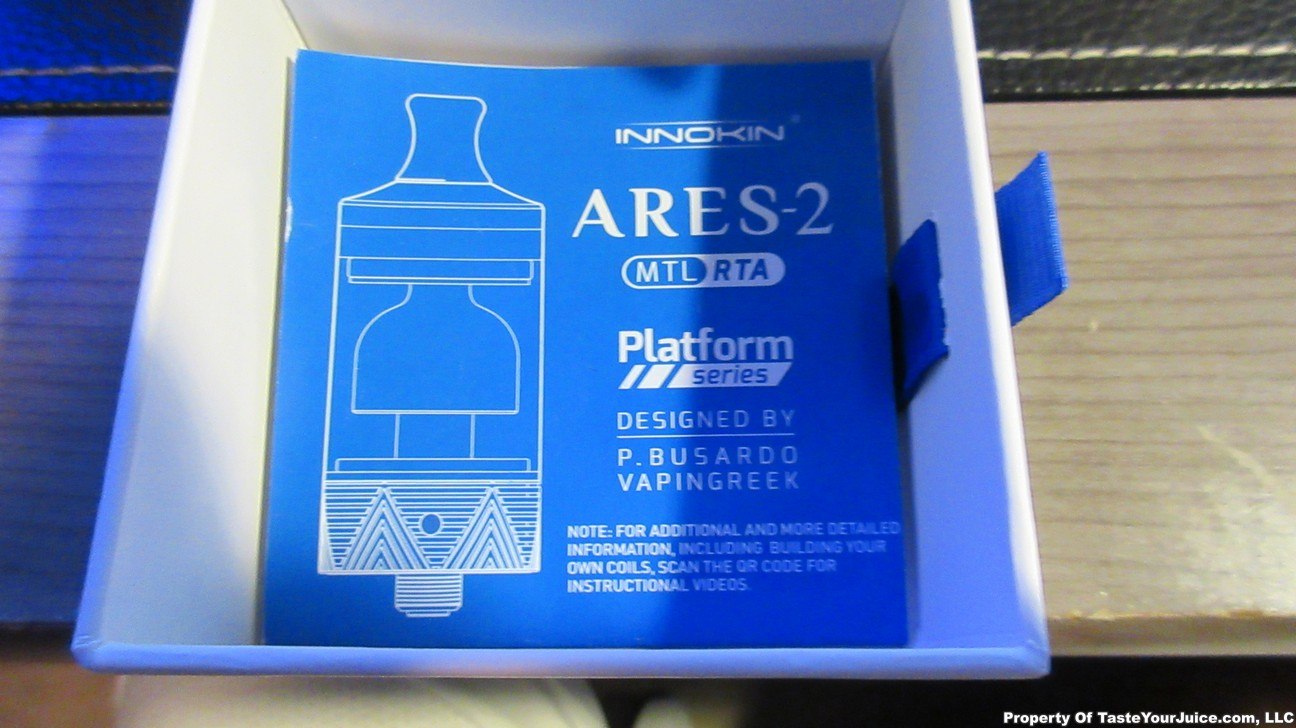 INNOKIN®
ARES-2
MTL RTA
Platform
series
DESIGNED BY
P. BUSARDO
VAPINGREEK
NOTE: FOR ADDITIONAL AND MORE DETAILED
INFORMATION, INCLUDING BUILDING YOUR
OWN COILS, SCAN THE QR CODE FOR
INSTRUCTIONAL VIDEOS.
Property Of TasteYourJuice.com, LLC